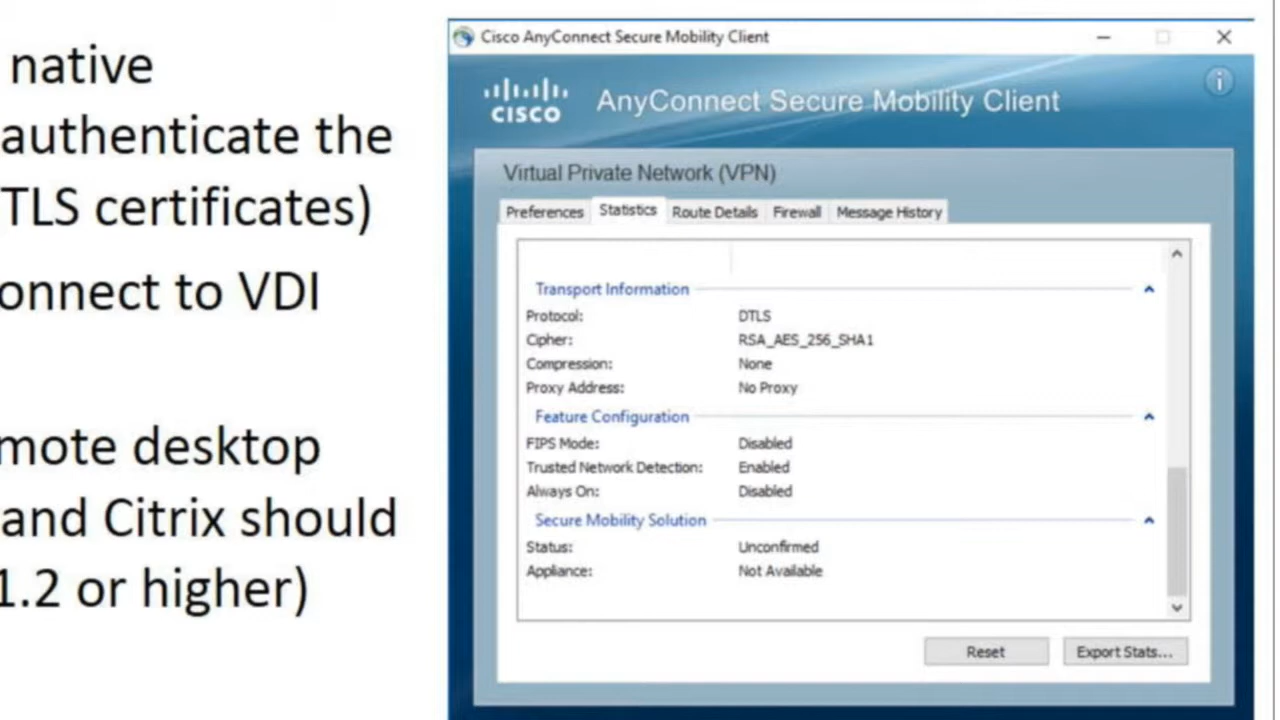 native
authenticate the
TLS certificates)
onnect to VDI
mote desktop
and Citrix should
1.2 or higher)
Cisco AnyConnect Secure Mobility Client
CISCO AnyConnect Secure Mobility Client
Virtual Private Network (VPN)
Preferences Statistics Route Details Firewall Message History
Transport Information
Protocol: DTLS
Cipher: RSA_AES_256_SHA1
Compression: None
Proxy Address: No Proxy
Feature Configuration
FIPS Mode: Disabled
Trusted Network Detection: Enabled
Always On: Disabled
Secure Mobility Solution
Status: Unconfirmed
Appliance: Not Available
Reset Export Stats...